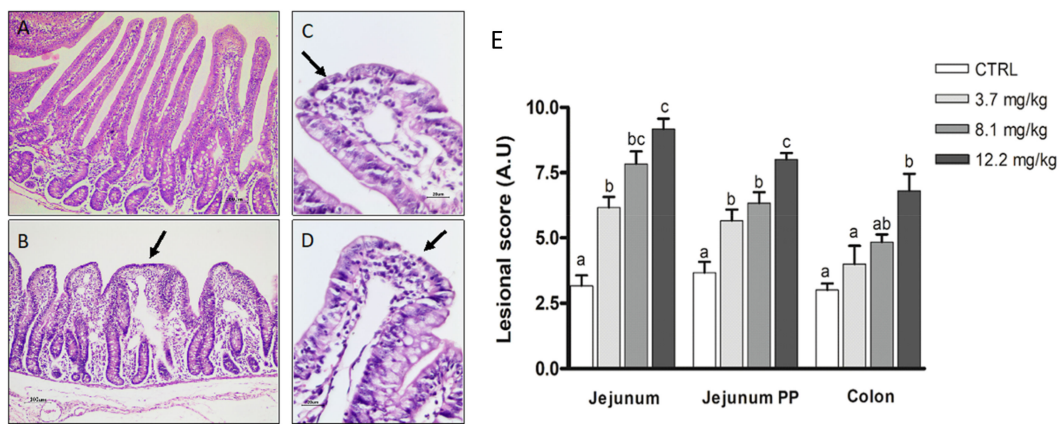 A
B
C
D
E
CTRL
3.7 mg/kg
8.1 mg/kg
12.2 mg/kg
Lesional score (A.U)
10.0
7.5
5.0
2.5
0.0
a
b
bc
c
a
b
b
c
a
a
ab
b
Jejunum
Jejunum PP
Colon